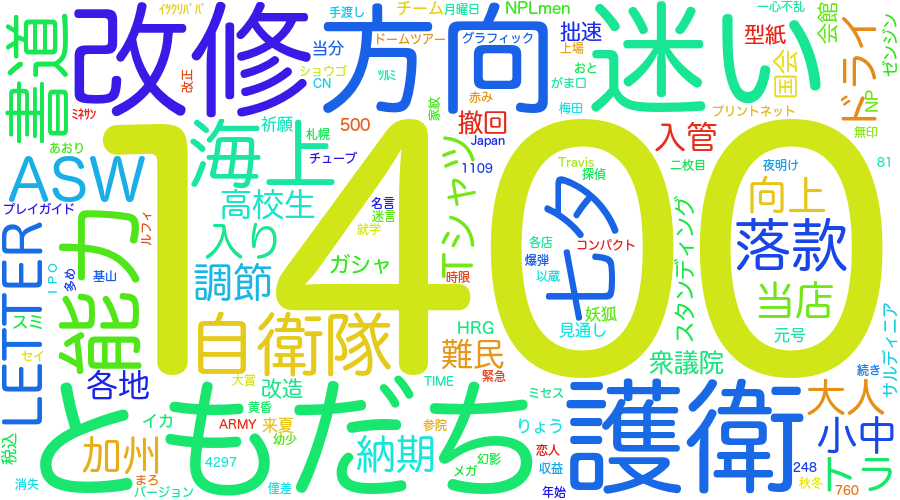 1400
ともだち
改修
方向
迷い
護衛
能力
海上
自衛隊
七夕
書道
落款
ASW
LETTER
Tシャツ
調節
入り
高校生
ガシャ
当店
向上
ドライ
大人
小中
トラ
納期
加州
各地
難民
入管
衆議院
スタンディング
撤回
国会
会館
型紙
拙速
チーム
NPLmen
月曜日
手渡し
ドームツアー
グラフィック
上場
当分
ショウゴ
CN
ツルミ
イツクリババ
改正
ミネサン
祈願
札幌
500
チューブ
家紋
赤み
おと
がま口
梅田
Japan
1109
プリントネット
一心不乱
ゼンジン
NP
無印
81
夜明け
二枚目
Travis
探偵
コンパクト
各店
爆弾
以蔵
妖狐
見通し
元号
サルディニア
続き
名言
迷言
就学
時限
HRG
緊急
TIME
ミセス
りょう
恋人
収益
年始
幻影
メガ
参院
ARMY
大賞
改造
黄昏
来夏
幼少
4297
イカ
まろ
バージョン
僅差
消失
税込
セイ
スミ
IPO
多め
基山
ルフィ
プレイガイド
あおり
248
760
秋冬